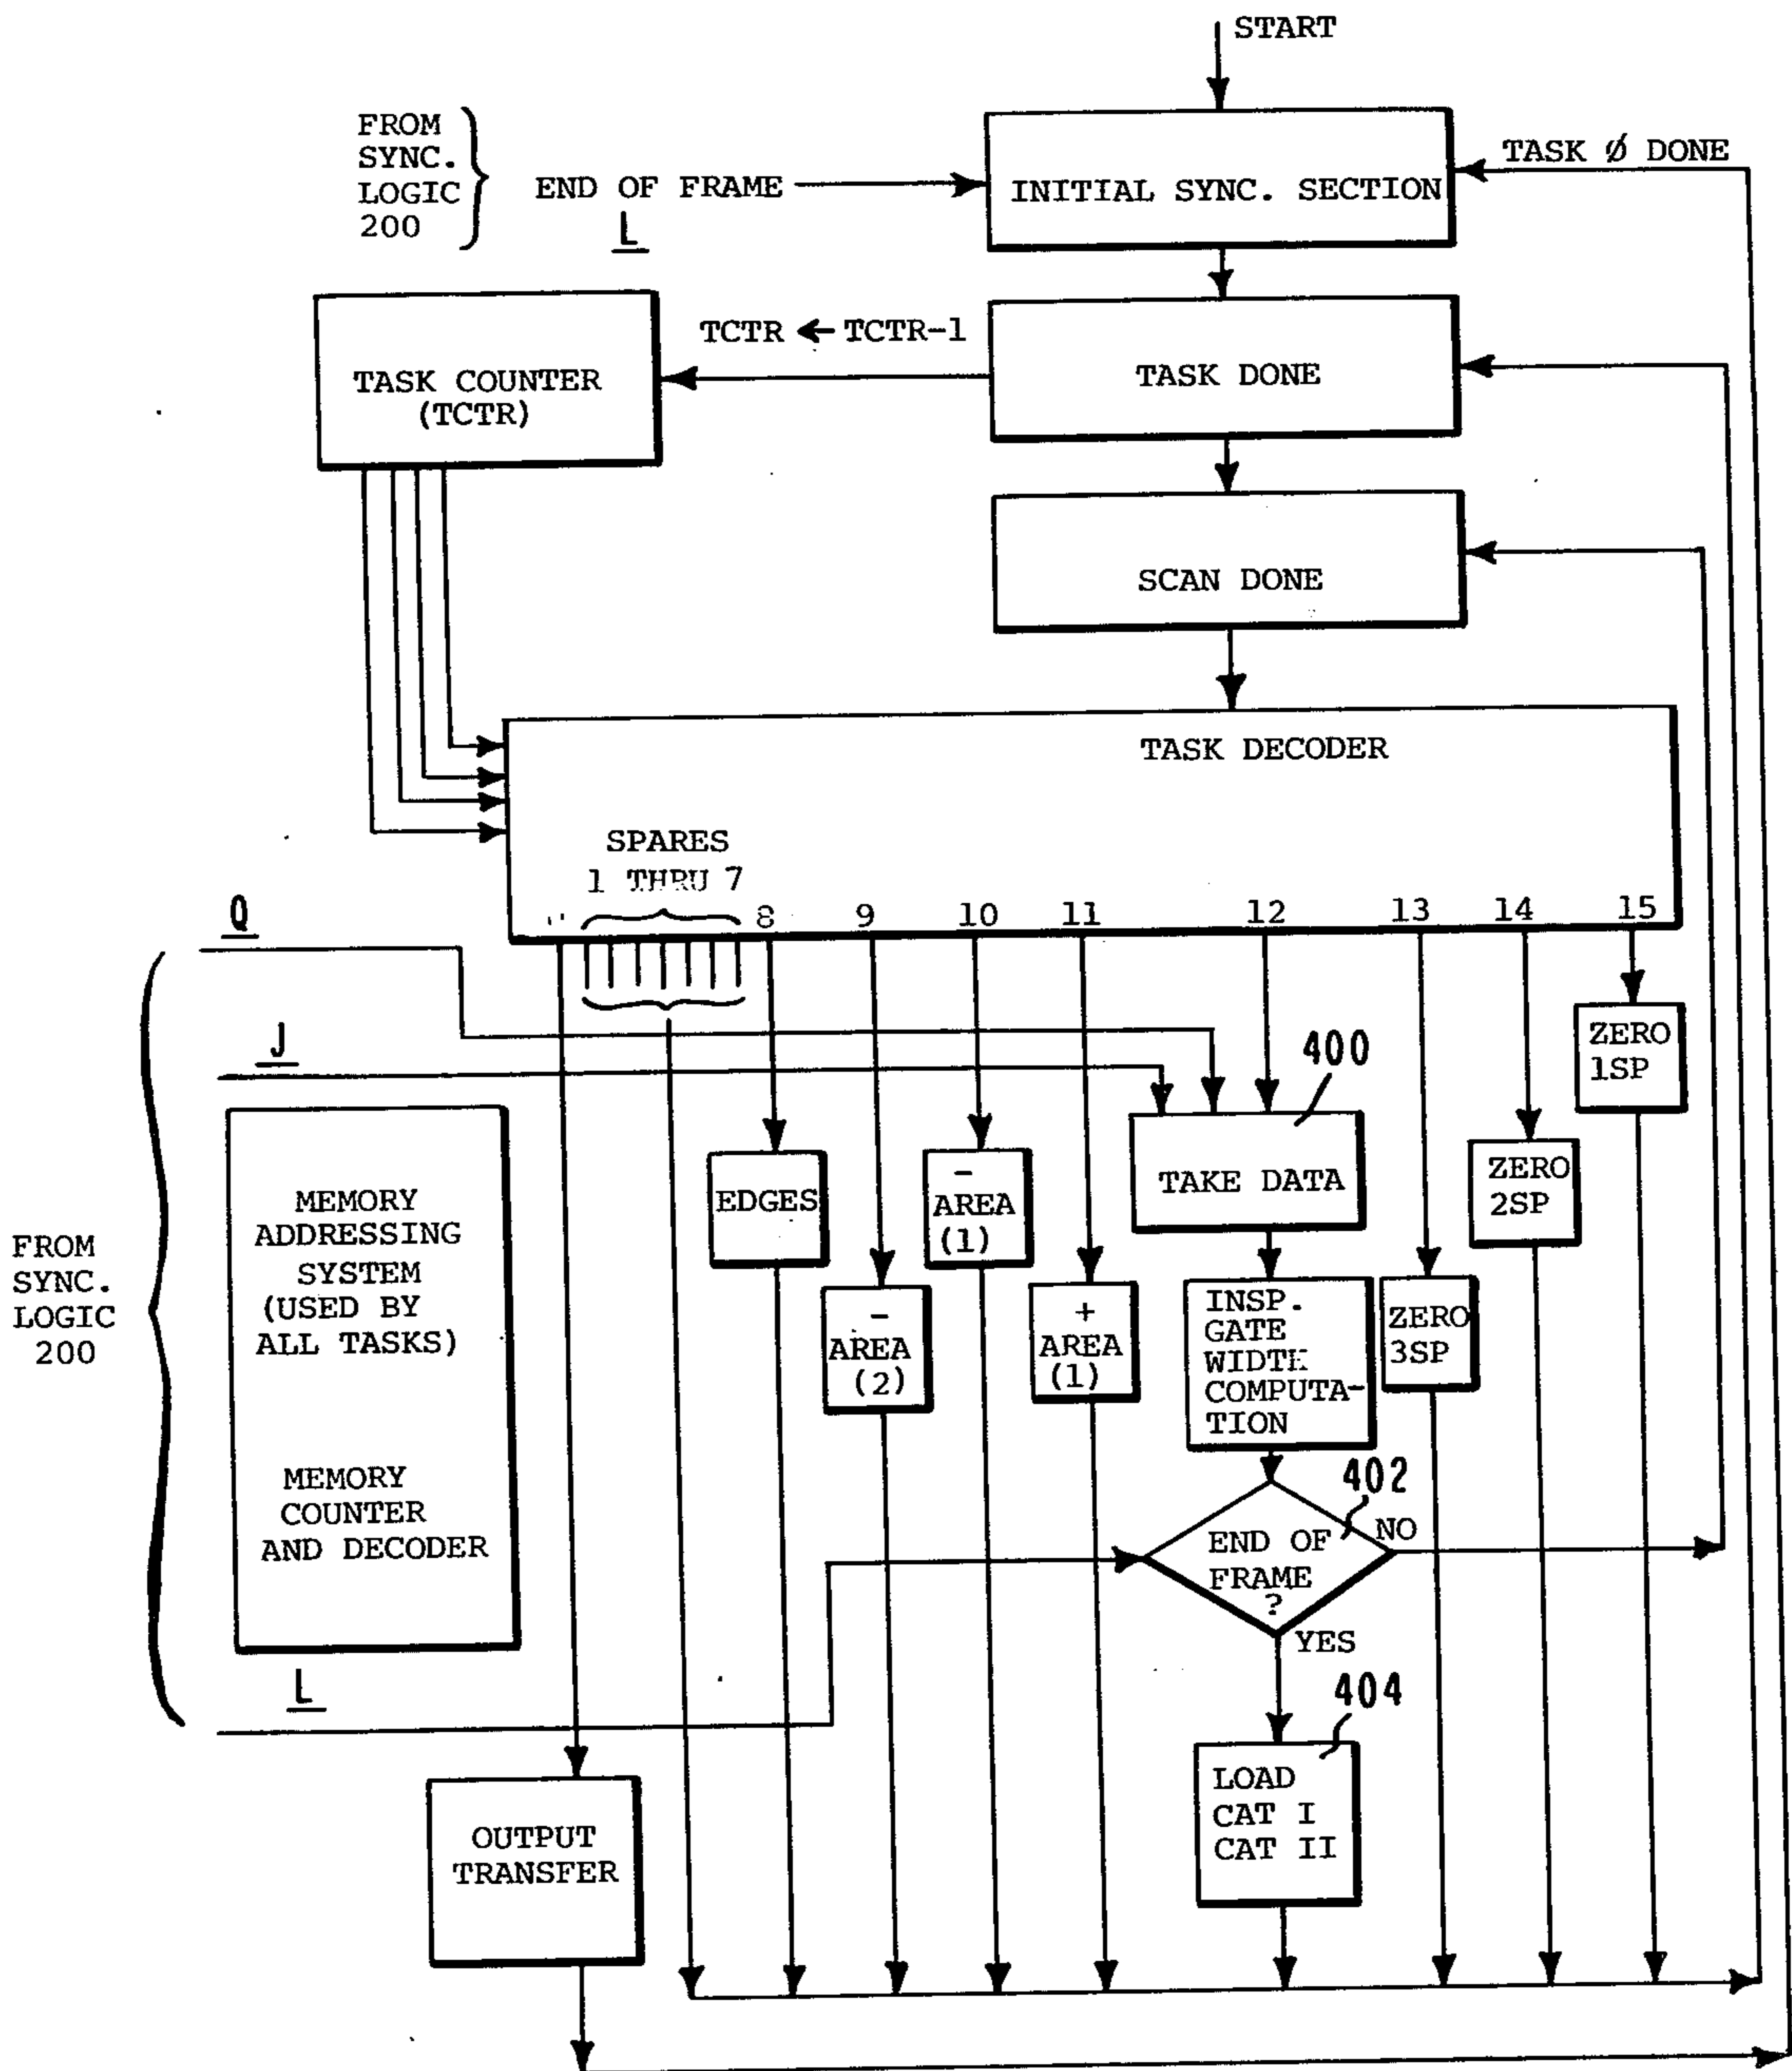 START
FROM
SYNC.
LOGIC
200
END OF FRAME
L
INITIAL SYNC. SECTION
TASK Ø DONE
TASK COUNTER
(TCTR)
TCTR ← TCTR-1
TASK DONE
SCAN DONE
TASK DECODER
SPARES
1 THRU 7
8
9
10
11
12
13
14
15
Q
J
FROM
SYNC.
LOGIC
200
MEMORY
ADDRESSING
SYSTEM
(USED BY
ALL TASKS)
MEMORY
COUNTER
AND DECODER
L
EDGES
-
AREA
(2)
-
AREA
(1)
+
AREA
(1)
400
TAKE DATA
INSP.
GATE
WIDTH
COMPUTA-
TION
402
END OF
FRAME
?
NO
YES
404
LOAD
CAT I
CAT II
ZERO
3SP
ZERO
2SP
ZERO
1SP
OUTPUT
TRANSFER